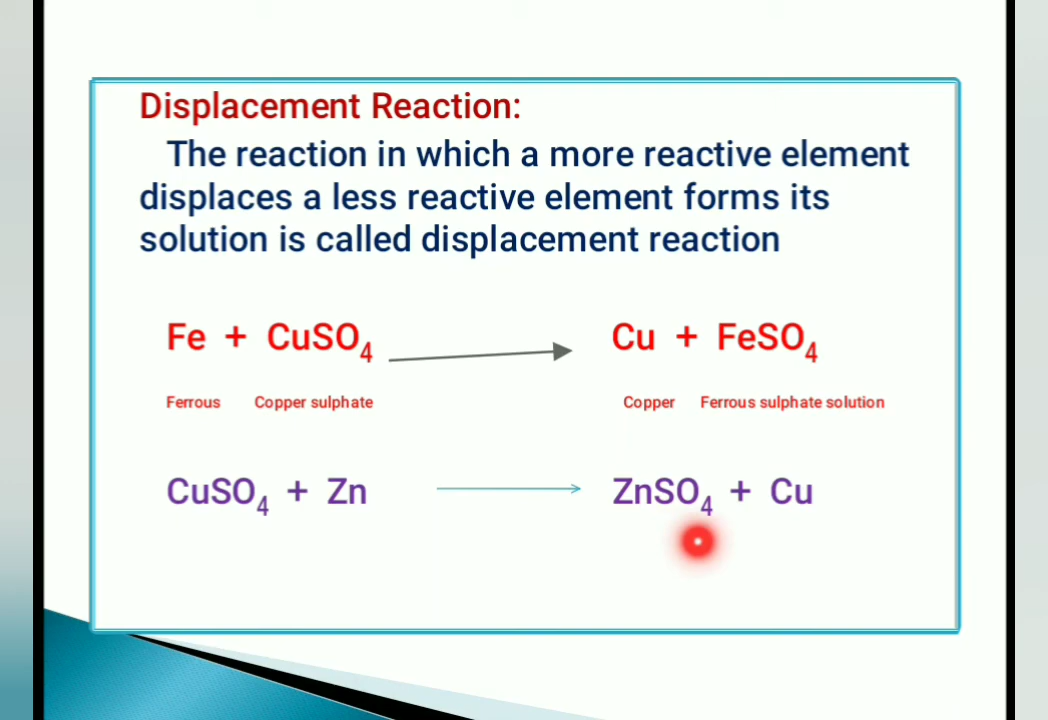 Displacement Reaction:
The reaction in which a more reactive element
displaces a less reactive element forms its
solution is called displacement reaction
Fe + CuSO₄ → Cu + FeSO₄
Ferrous Copper sulphate Copper Ferrous sulphate solution
CuSO₄ + Zn → ZnSO₄ + Cu